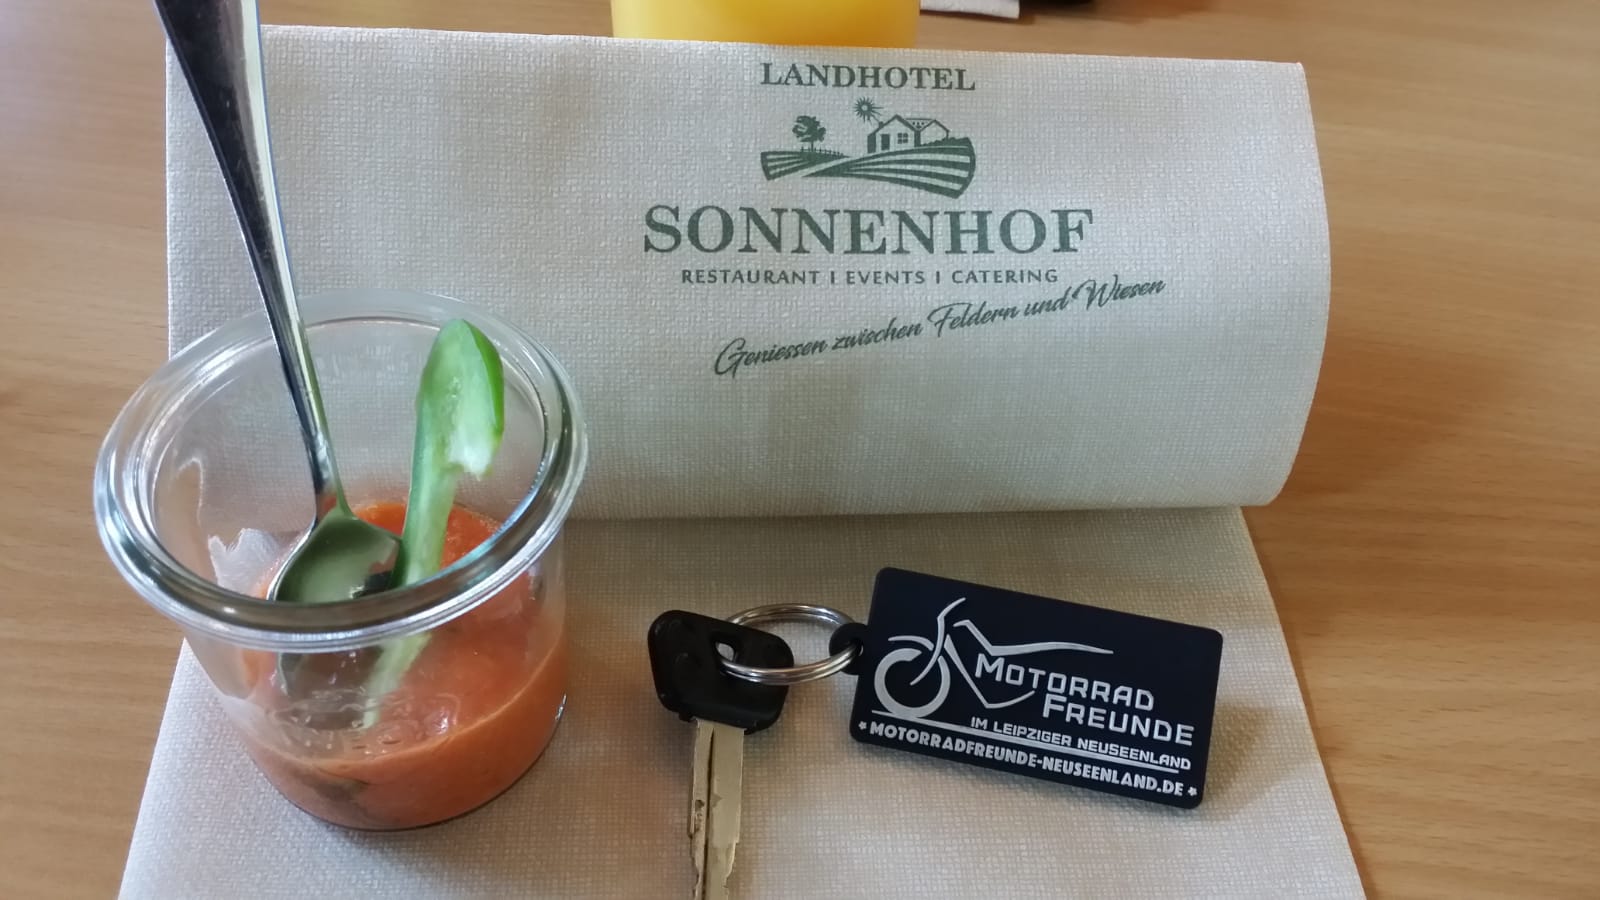 LANDHOTEL
SONNENHOF
RESTAURANT | EVENTS | CATERING
Geniessen zwischen Feldern und Wiesen
MOTORRAD
FREUNDE
IM LEIPZIGER NEUSEENLAND
* MOTORRADFREUNDE-NEUSEENLAND.DE *